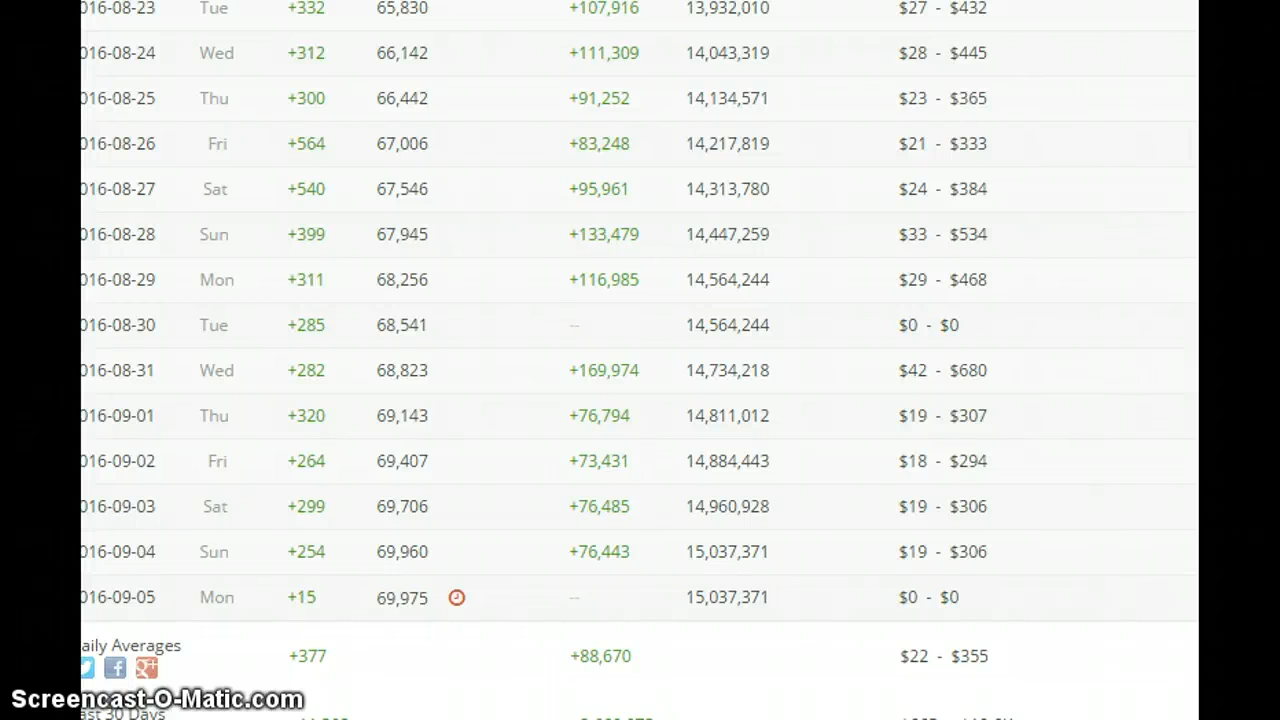 016-08-23 Tue +332 65,830 +107,916 13,932,010 $27 - $432
016-08-24 Wed +312 66,142 +111,309 14,043,319 $28 - $445
016-08-25 Thu +300 66,442 +91,252 14,134,571 $23 - $365
016-08-26 Fri +564 67,006 +83,248 14,217,819 $21 - $333
016-08-27 Sat +540 67,546 +95,961 14,313,780 $24 - $384
016-08-28 Sun +399 67,945 +133,479 14,447,259 $33 - $534
016-08-29 Mon +311 68,256 +116,985 14,564,244 $29 - $468
016-08-30 Tue +285 68,541 -- 14,564,244 $0 - $0
016-08-31 Wed +282 68,823 +169,974 14,734,218 $42 - $680
016-09-01 Thu +320 69,143 +76,794 14,811,012 $19 - $307
016-09-02 Fri +264 69,407 +73,431 14,884,443 $18 - $294
016-09-03 Sat +299 69,706 +76,485 14,960,928 $19 - $306
016-09-04 Sun +254 69,960 +76,443 15,037,371 $19 - $306
016-09-05 Mon +15 69,975 -- 15,037,371 $0 - $0
aily Averages +377 +88,670 $22 - $355
Screencast-O-Matic.com
ast 30 Days